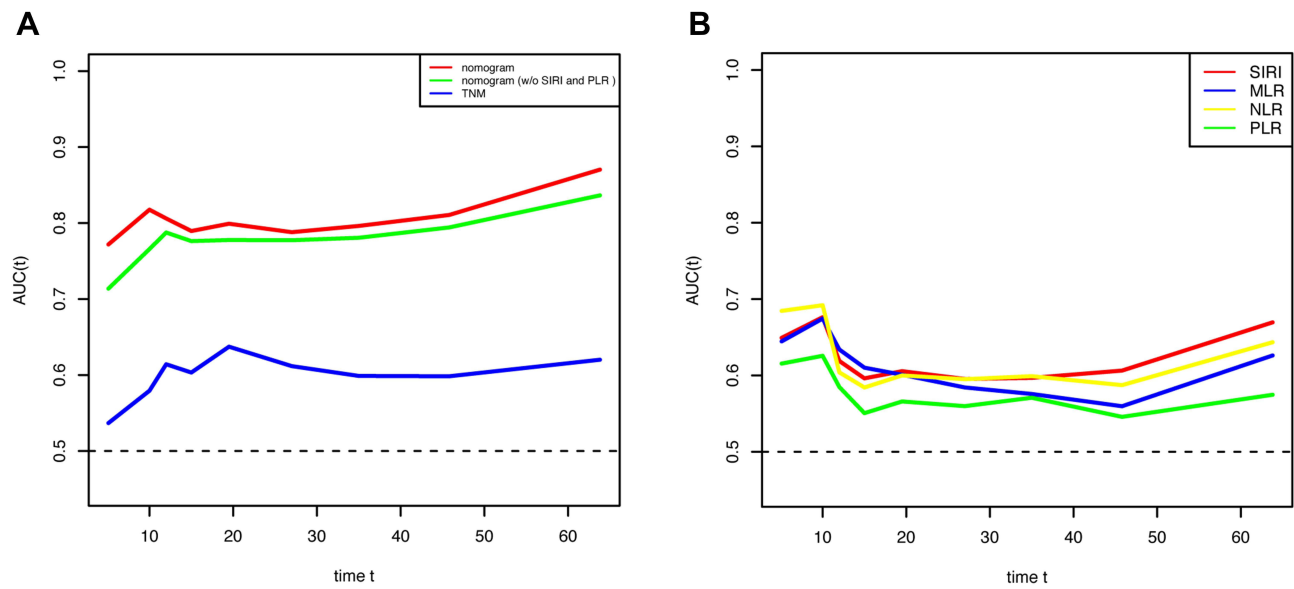 A
nomogram
nomogram (w/o SIRI and PLR )
TNM
1.0
0.9
0.8
0.7
0.6
0.5
AUC(t)
10 20 30 40 50 60
time t
B
SIRI
MLR
NLR
PLR
1.0
0.9
0.8
0.7
0.6
0.5
AUC(t)
10 20 30 40 50 60
time t